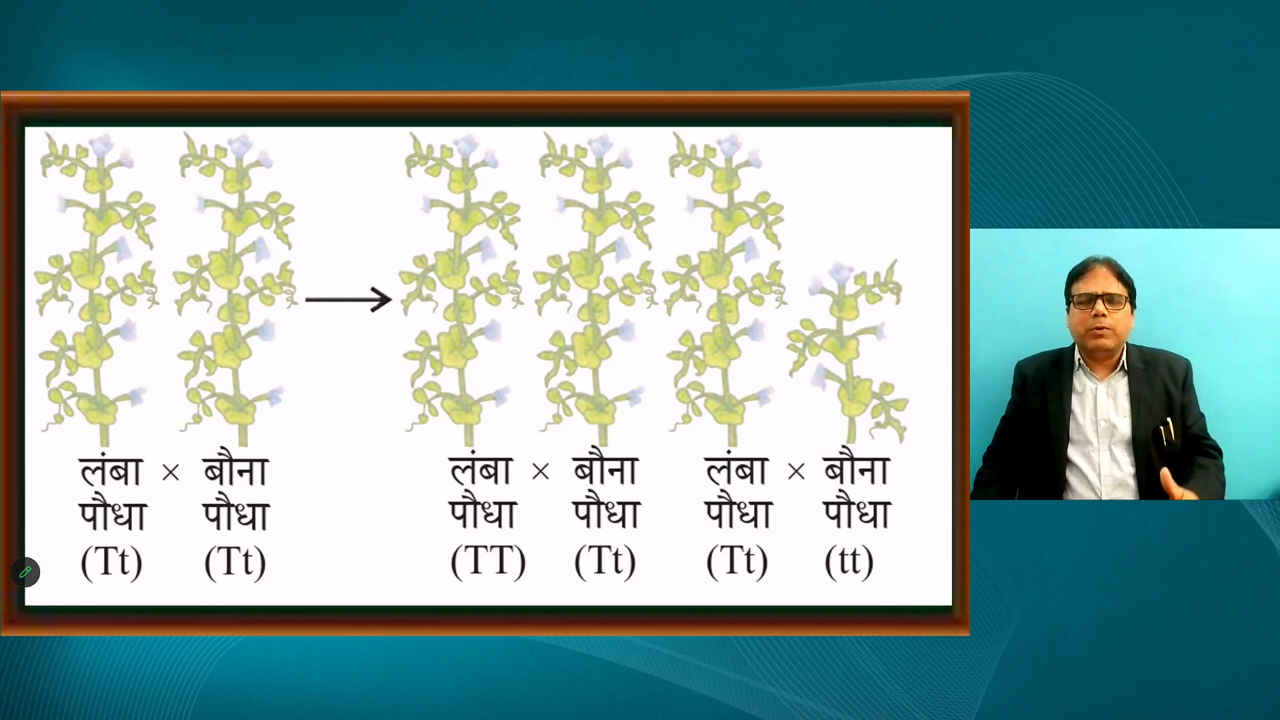 लंबा × बौना लंबा × बौना लंबा × बौना
पौधा पौधा पौधा पौधा पौधा पौधा
(Tt) (Tt) (TT) (Tt) (Tt) (tt)